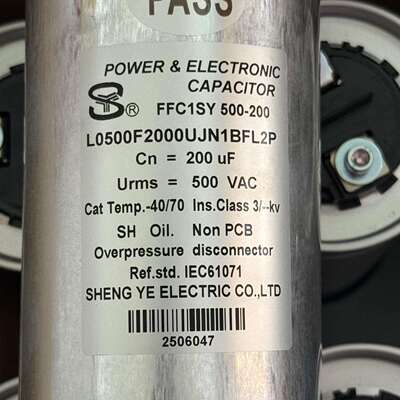 PASS
POWER & ELECTRONIC
CAPACITOR
SY ® FFC1SY 500-200
L0500F2000UJN1BFL2P
Cn = 200 uF
Urms = 500 VAC
Cat Temp.-40/70 Ins.Class 3/--kv
SH Oil. Non PCB
Overpressure disconnector
Ref.std. IEC61071
SHENG YE ELECTRIC CO.,LTD
2506047